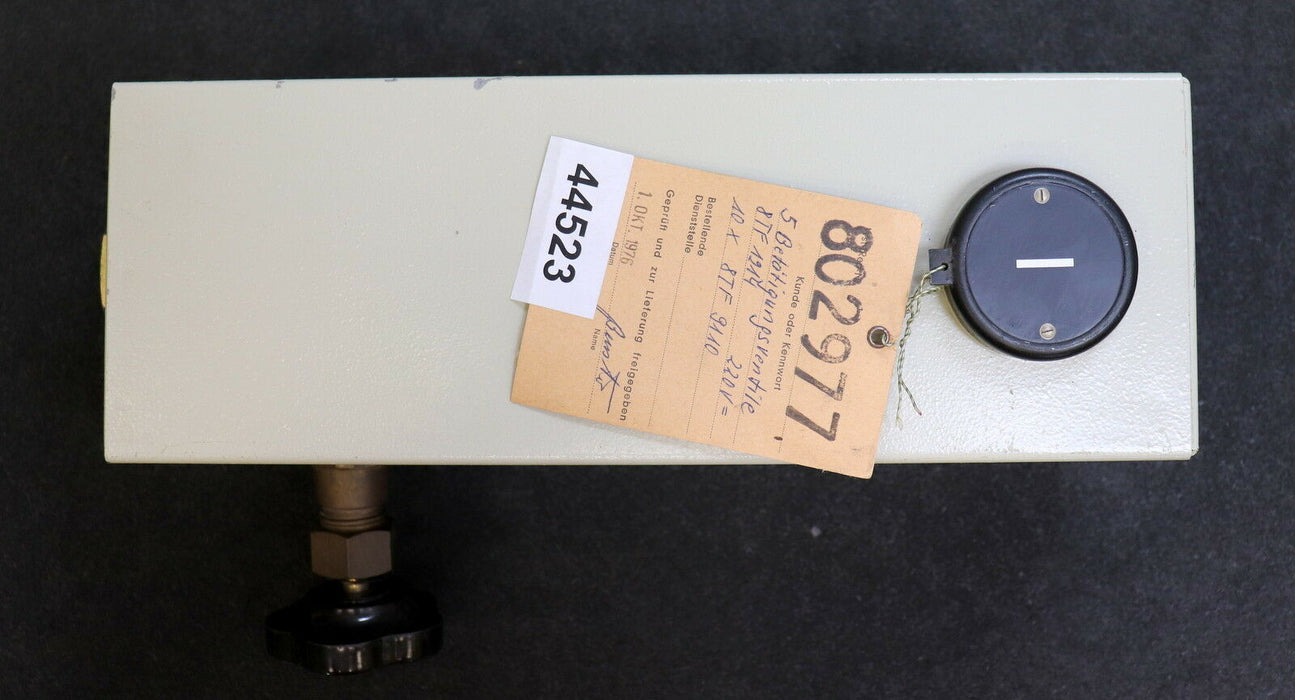 802977
Kunde oder Kennwort
5 Betätigungsventile
8TF 1214
10 x 8TF 9110 220V=
Bestellende
Dienststelle
Geprüft und zur Lieferung freigegeben
1. OKT. 1976
Datum
Name
44523